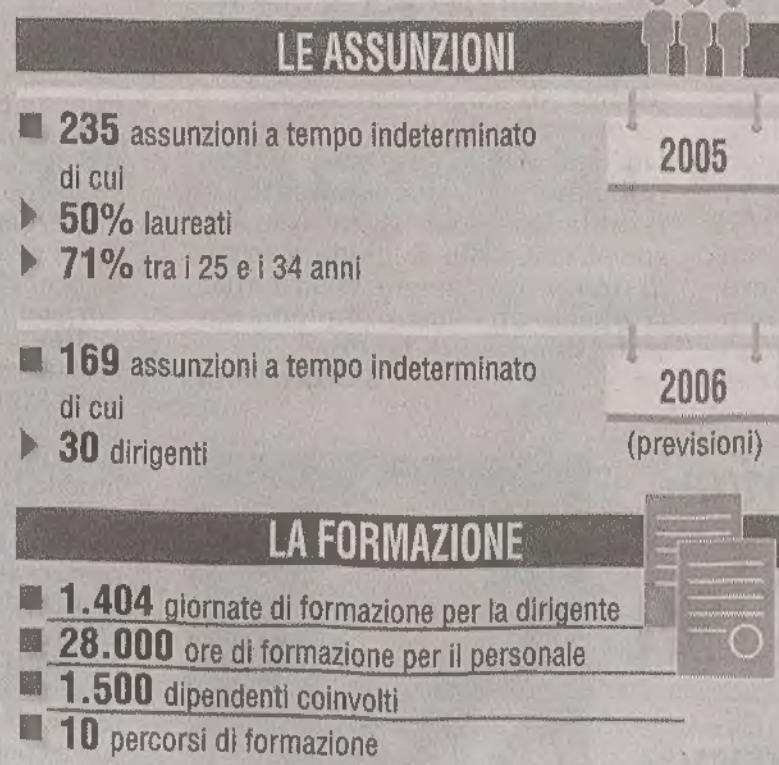 LE ASSUNZIONI
235 assunzioni a tempo indeterminato
di cui
50% laureati
71% tra i 25 e i 34 anni
2005
169 assunzioni a tempo indeterminato
di cui
30 dirigenti
2006
(previsioni)
LA FORMAZIONE
1.404 giornate di formazione per la dirigente
28.000 ore di formazione per il personale
1.500 dipendenti coinvolti
10 percorsi di formazione